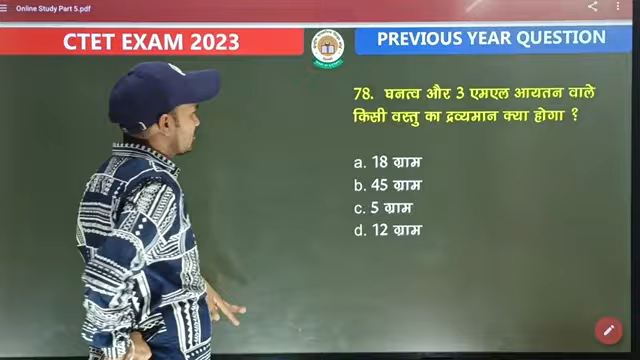 Online Study Part 5.pdf
CTET EXAM 2023
PREVIOUS YEAR QUESTION
78. घनत्व और 3 एमएल आयतन वाले
किसी वस्तु का द्रव्यमान क्या होगा ?
a. 18 ग्राम
b. 45 ग्राम
c. 5 ग्राम
d. 12 ग्राम